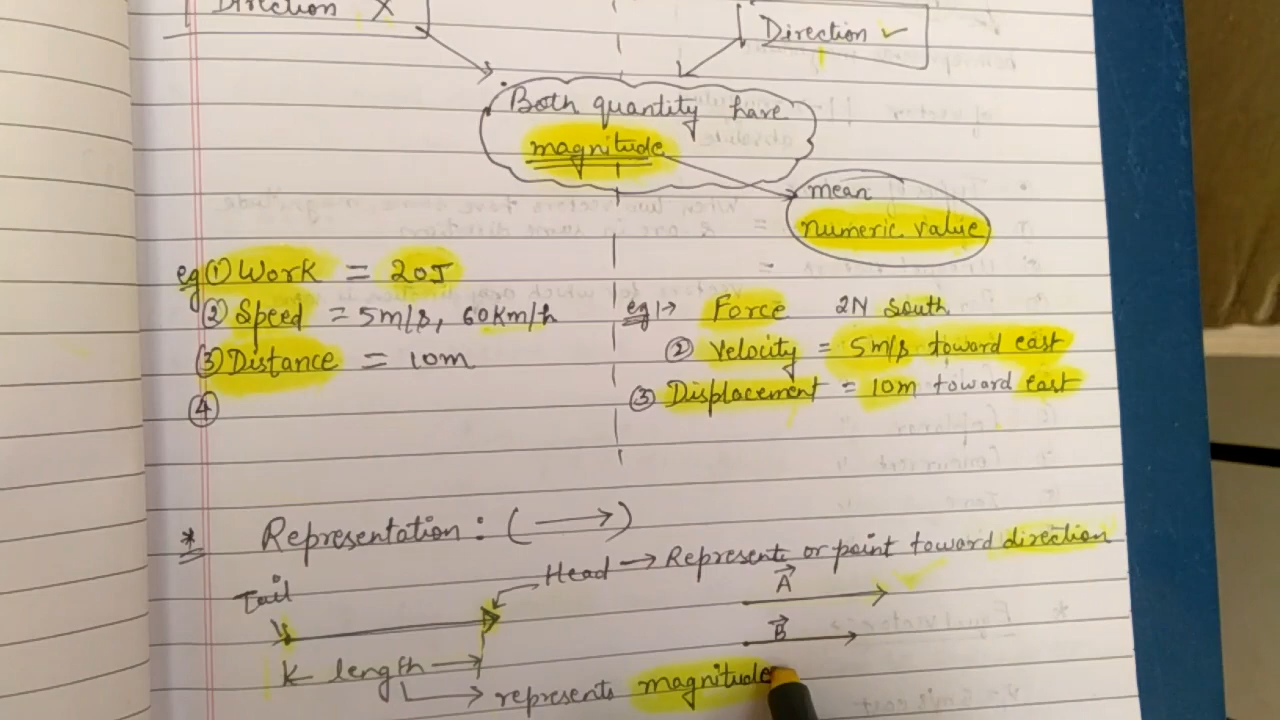 Direction X
Direction ✓
Both quantity have
magnitude
mean
numeric value
eg ① Work = 20J
② Speed = 5m/s, 60Km/h
③ Distance = 10m
④
eg 1→ Force 2N South
② Velocity = 5m/s toward east
③ Displacement = 10m toward east
* Representation: (→)
Head → Represents or point toward direction
Tail
A
B
K length →
→ represents magnitude